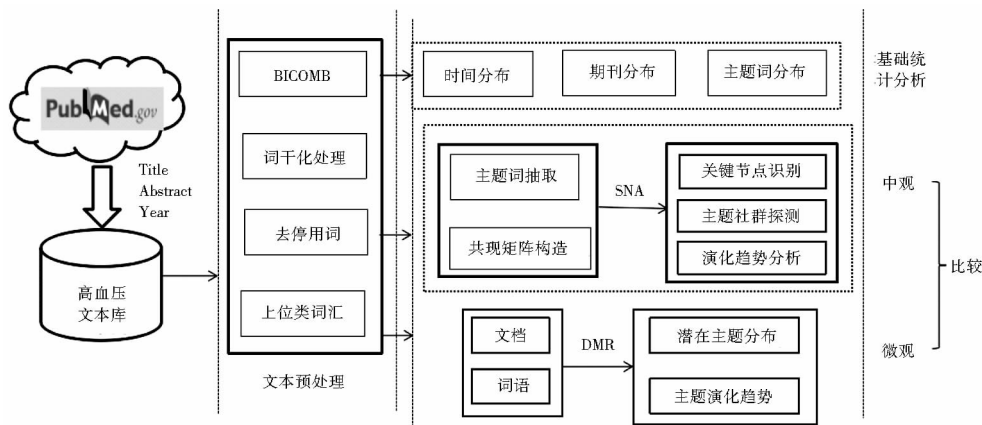 PubMed.gov
Title
Abstract
Year
高血压
文本库
BICOMB
词干化处理
去停用词
上位类词汇
文本预处理
时间分布
期刊分布
主题词分布
基础统
计分析
主题词抽取
共现矩阵构造
SNA
关键节点识别
主题社群探测
演化趋势分析
中观
文档
词语
DMR
潜在主题分布
主题演化趋势
微观
比较